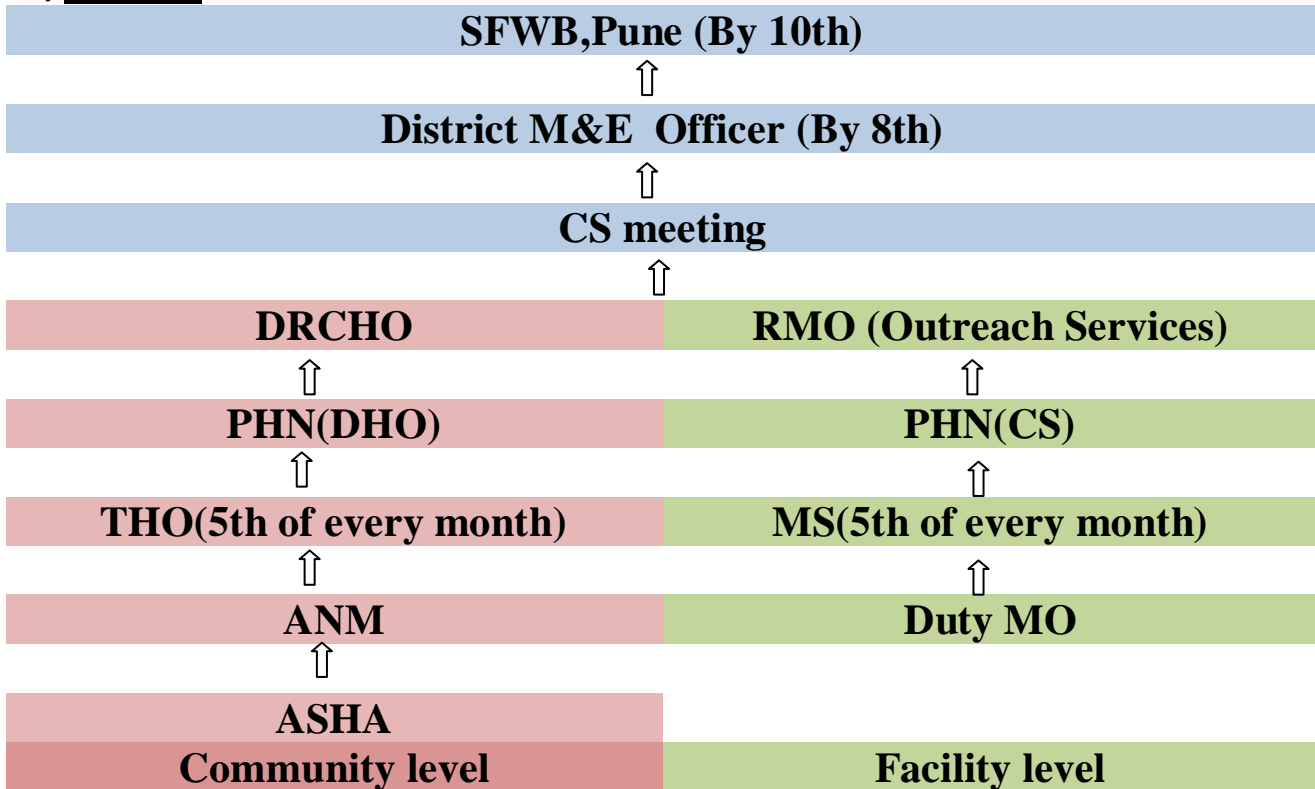 SFWB,Pune (By 10th)
District M&E Officer (By 8th)
CS meeting
DRCHO RMO (Outreach Services)
PHN(DHO) PHN(CS)
THO(5th of every month) MS(5th of every month)
ANM Duty MO
ASHA
Community level Facility level